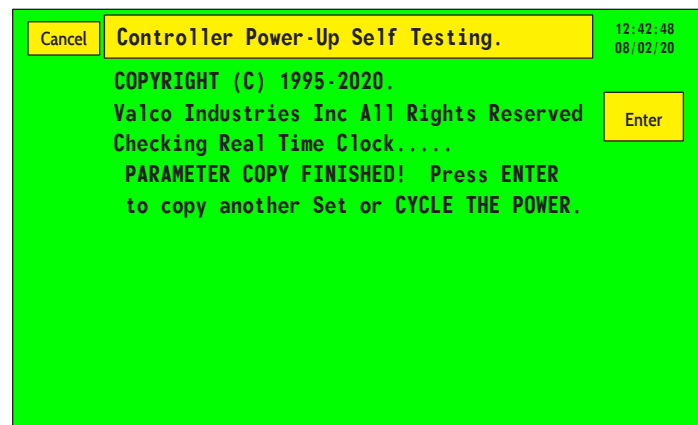 Cancel
Controller Power-Up Self Testing.
12:42:48
08/02/20
COPYRIGHT (C) 1995-2020.
Valco Industries Inc All Rights Reserved
Enter
Checking Real Time Clock.....
PARAMETER COPY FINISHED! Press ENTER
to copy another Set or CYCLE THE POWER.